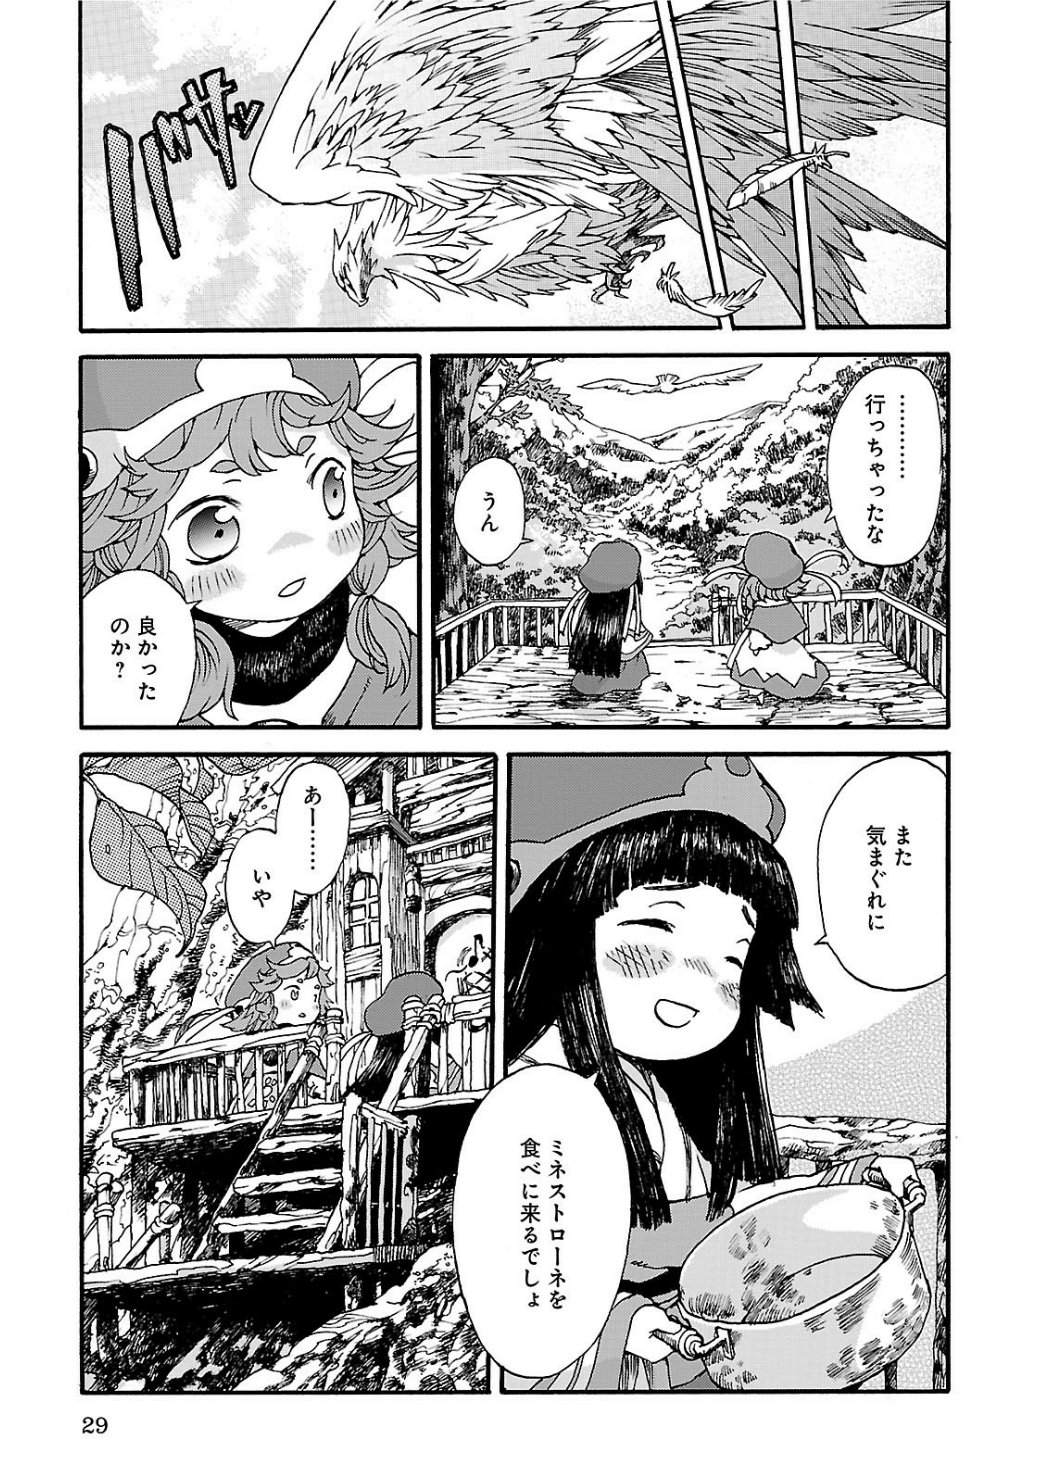 バササッ
………
行っちゃったな
うん
良かった
のか?
また
気まぐれに
ミネストローネを
食べに来るでしょ
あー……
いや
29